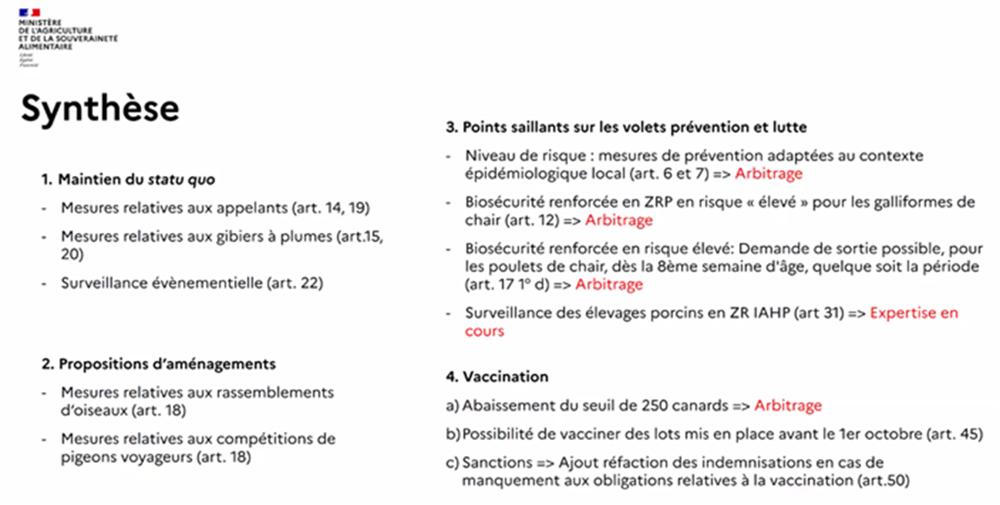 MINISTÈRE
DE L'AGRICULTURE
ET DE LA SOUVERAINETÉ
ALIMENTAIRE
Liberté
Égalité
Fraternité
Synthèse
1. Maintien du statu quo
- Mesures relatives aux appelants (art. 14, 19)
- Mesures relatives aux gibiers à plumes (art.15,
20)
- Surveillance évènementielle (art. 22)
2. Propositions d’aménagements
- Mesures relatives aux rassemblements
d’oiseaux (art. 18)
- Mesures relatives aux compétitions de
pigeons voyageurs (art. 18)
3. Points saillants sur les volets prévention et lutte
- Niveau de risque : mesures de prévention adaptées au contexte
épidémiologique local (art. 6 et 7) => Arbitrage
- Biosécurité renforcée en ZRP en risque « élevé » pour les galliformes de
chair (art. 12) => Arbitrage
- Biosécurité renforcée en risque élevé: Demande de sortie possible, pour
les poulets de chair, dès la 8ème semaine d'âge, quelque soit la période
(art. 17 1° d) => Arbitrage
- Surveillance des élevages porcins en ZR IAHP (art 31) => Expertise en
cours
4. Vaccination
a) Abaissement du seuil de 250 canards => Arbitrage
b) Possibilité de vacciner des lots mis en place avant le 1er octobre (art. 45)
c) Sanctions => Ajout réfaction des indemnisations en cas de
manquement aux obligations relatives à la vaccination (art.50)